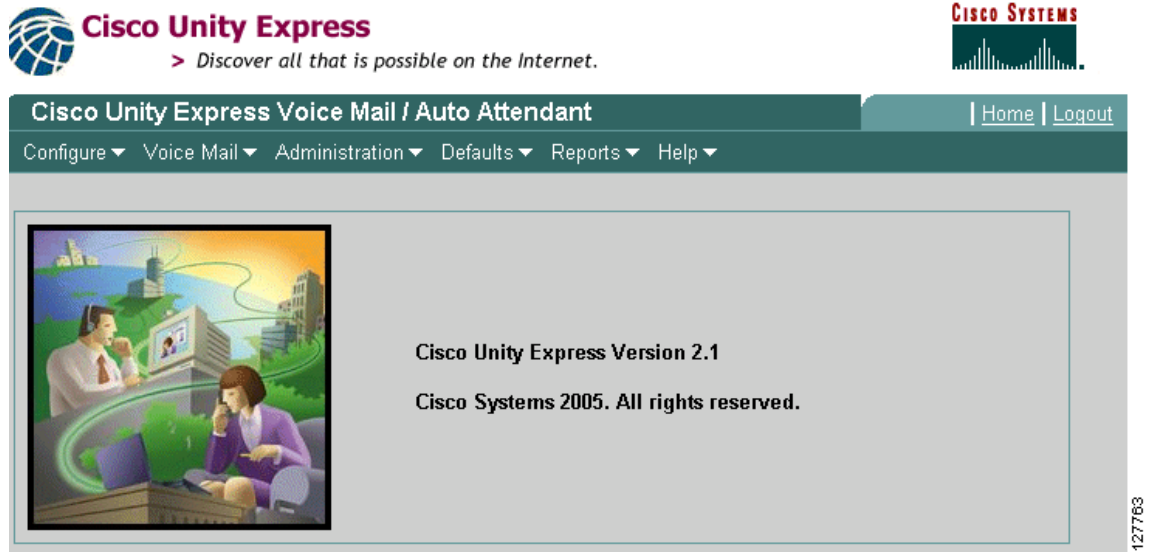 Cisco Unity Express
> Discover all that is possible on the Internet.
CISCO SYSTEMS
Cisco Unity Express Voice Mail / Auto Attendant
| Home | Logout
Configure Voice Mail Administration Defaults Reports Help
Cisco Unity Express Version 2.1
Cisco Systems 2005. All rights reserved.
127763